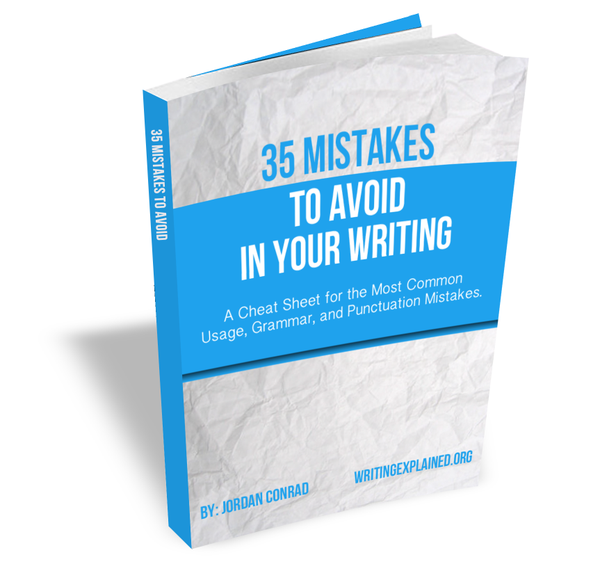 35 MISTAKES TO AVOID
35 MISTAKES
TO AVOID
IN YOUR WRITING
A Cheat Sheet for the Most Common
Usage, Grammar, and Punctuation Mistakes.
BY: JORDAN CONRAD
WRITINGEXPLAINED.ORG